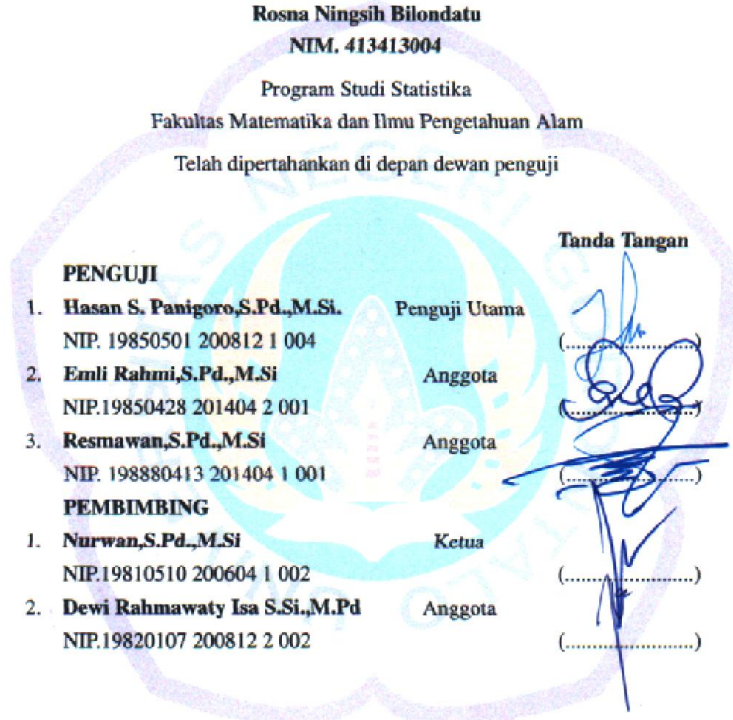 Rosna Ningsih Bilondatu
NIM. 413413004
Program Studi Statistika
Fakultas Matematika dan Ilmu Pengetahuan Alam
Telah dipertahankan di depan dewan penguji
Tanda Tangan
PENGUJI
1. Hasan S. Panigoro,S.Pd.,M.Si. Penguji Utama
NIP. 19850501 200812 1 004 (......................)
2. Emli Rahmi,S.Pd.,M.Si Anggota
NIP.19850428 201404 2 001 (......................)
3. Resmawan,S.Pd.,M.Si Anggota
NIP. 198880413 201404 1 001 (......................)
PEMBIMBING
1. Nurwan,S.Pd.,M.Si Ketua
NIP.19810510 200604 1 002 (......................)
2. Dewi Rahmawaty Isa S.Si.,M.Pd Anggota
NIP.19820107 200812 2 002 (......................)